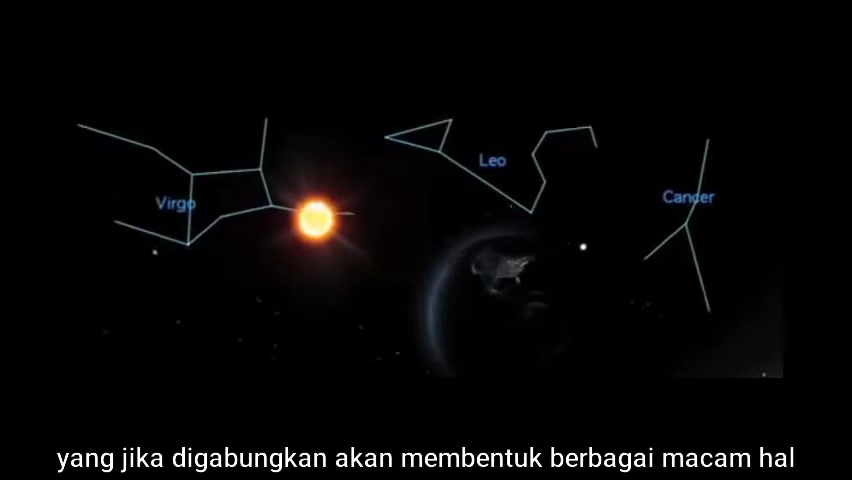 Leo
Virgo
Cancer
yang jika digabungkan akan membentuk berbagai macam hal